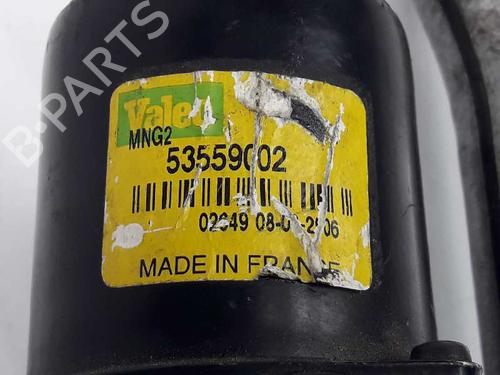 Valeo
MNG2
53559002
MADE IN FRANCE
B-PARTS